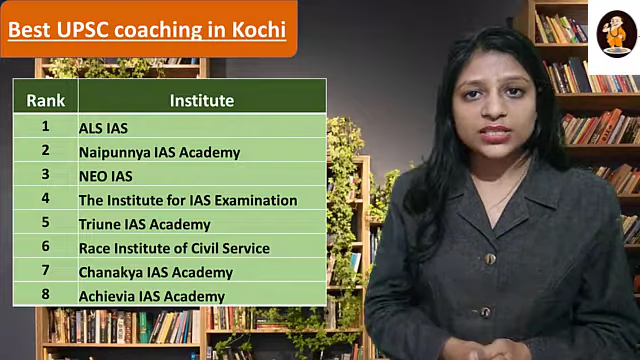 Best UPSC coaching in Kochi
Rank Institute
1 ALS IAS
2 Naipunnya IAS Academy
3 NEO IAS
4 The Institute for IAS Examination
5 Triune IAS Academy
6 Race Institute of Civil Service
7 Chanakya IAS Academy
8 Achievia IAS Academy